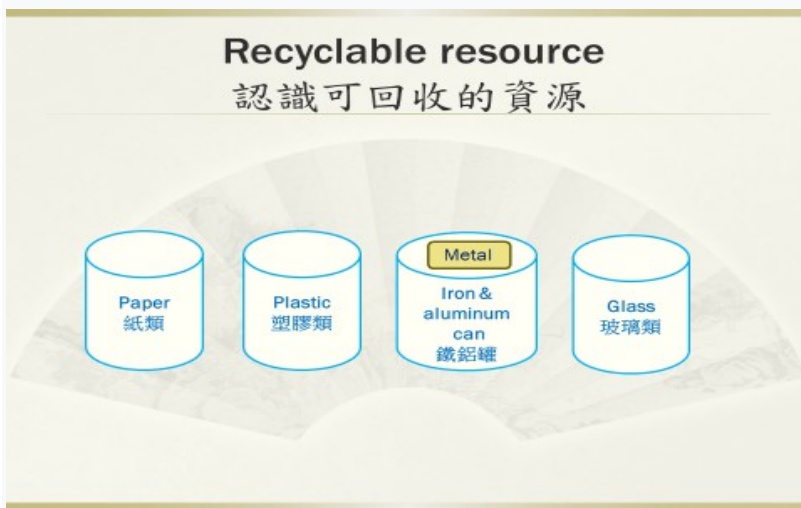 Recyclable resource
認識可回收的資源
Paper
紙類
Plastic
塑膠類
Metal
Iron &
aluminum
can
鐵鋁罐
Glass
玻璃類